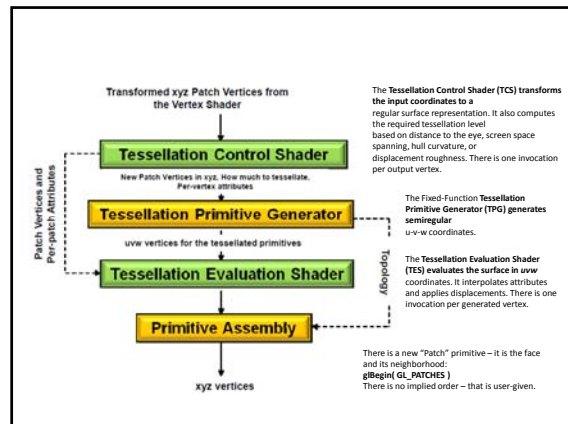 Transformed xyz Patch Vertices from
the Vertex Shader
Tessellation Control Shader
New Patch Vertices in xyz, How much to tessellate,
Per-vertex attributes
Tessellation Primitive Generator
uvw vertices for the tessellated primitives
Tessellation Evaluation Shader
Primitive Assembly
xyz vertices
Patch Vertices and
Per-patch Attributes
Topology
The Tessellation Control Shader (TCS) transforms
the input coordinates to a
regular surface representation. It also computes
the required tessellation level
based on distance to the eye, screen space
spanning, hull curvature, or
displacement roughness. There is one invocation
per output vertex.
The Fixed-Function Tessellation
Primitive Generator (TPG) generates
semiregular
u-v-w coordinates.
The Tessellation Evaluation Shader
(TES) evaluates the surface in uvw
coordinates. It interpolates attributes
and applies displacements. There is one
invocation per generated vertex.
There is a new “Patch” primitive – it is the face
and its neighborhood:
glBegin( GL_PATCHES )
There is no implied order – that is user-given.